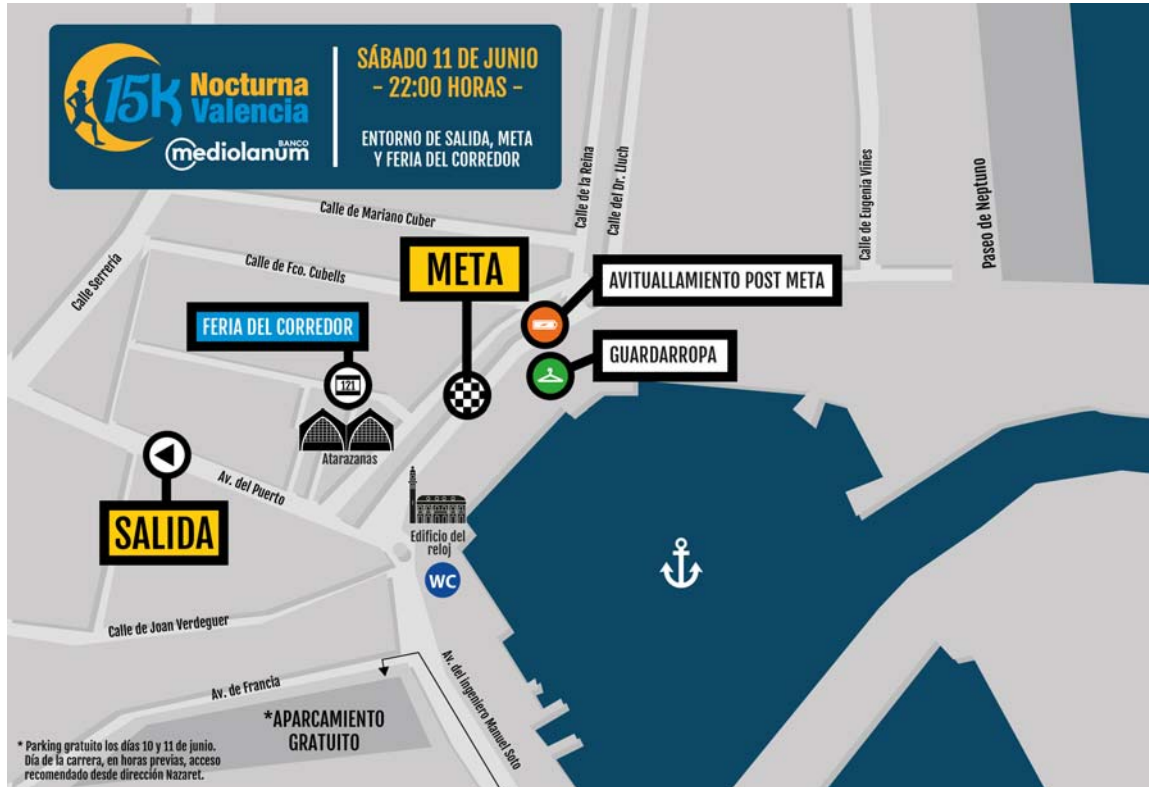 15K Nocturna
Valencia
BANCO
mediolanum
SÁBADO 11 DE JUNIO
- 22:00 HORAS -
ENTORNO DE SALIDA, META
Y FERIA DEL CORREDOR
Calle de la Reina
Calle del Dr. Lluch
Calle de Eugenia Viñes
Paseo de Neptuno
Calle de Mariano Cuber
Calle Serrería
Calle de Fco. Cubells
META
AVITUALLAMIENTO POST META
FERIA DEL CORREDOR
GUARDARROPA
121
Atarazanas
Av. del Puerto
SALIDA
Edificio del
reloj
WC
Calle de Joan Verdeguer
Av. de Francia
Av. del ingeniero Manuel Soto
*APARCAMIENTO
GRATUITO
* Parking gratuito los días 10 y 11 de junio.
Día de la carrera, en horas previas, acceso
recomendado desde dirección Nazaret.